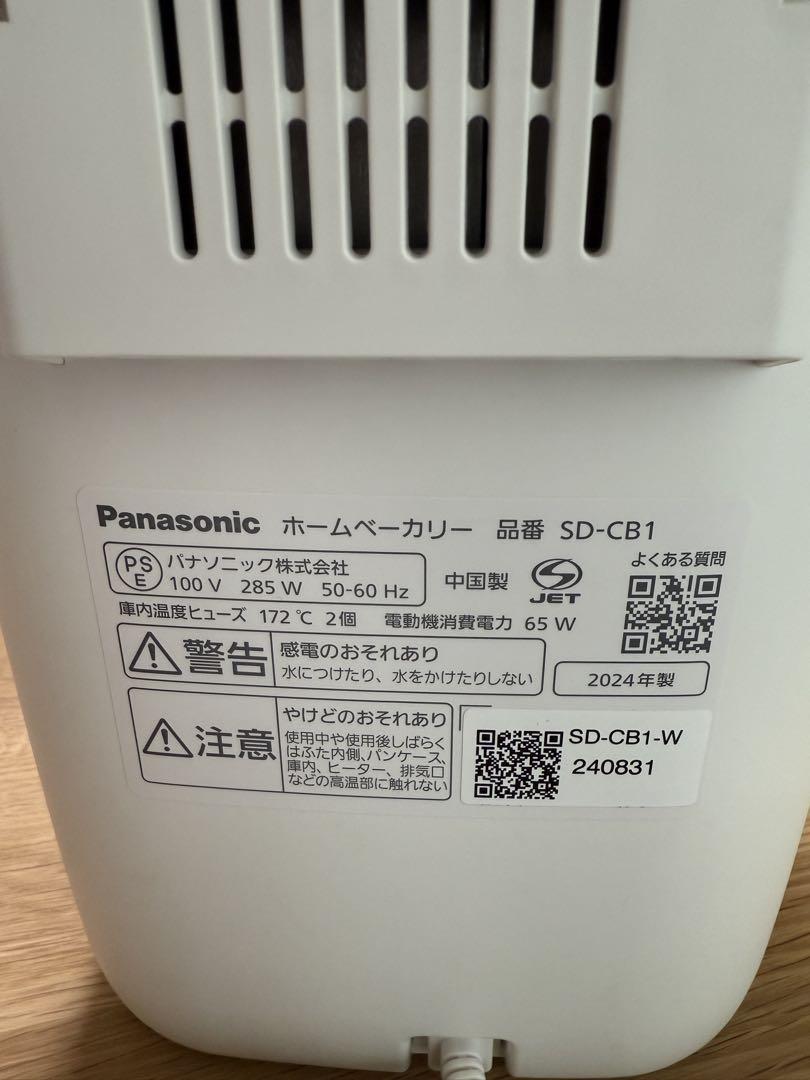 Panasonic ホームベーカリー 品番 SD-CB1
PS
E
パナソニック株式会社
100 V 285 W 50-60 Hz
中国製
JET
よくある質問
庫内温度ヒューズ 172 ℃ 2個 電動機消費電力 65 W
警告
感電のおそれあり
水につけたり、水をかけたりしない
2024年製
注意
やけどのおそれあり
使用中や使用後しばらく
はふた内側、パンケース、
庫内、ヒーター、排気口
などの高温部に触れない
SD-CB1-W
240831